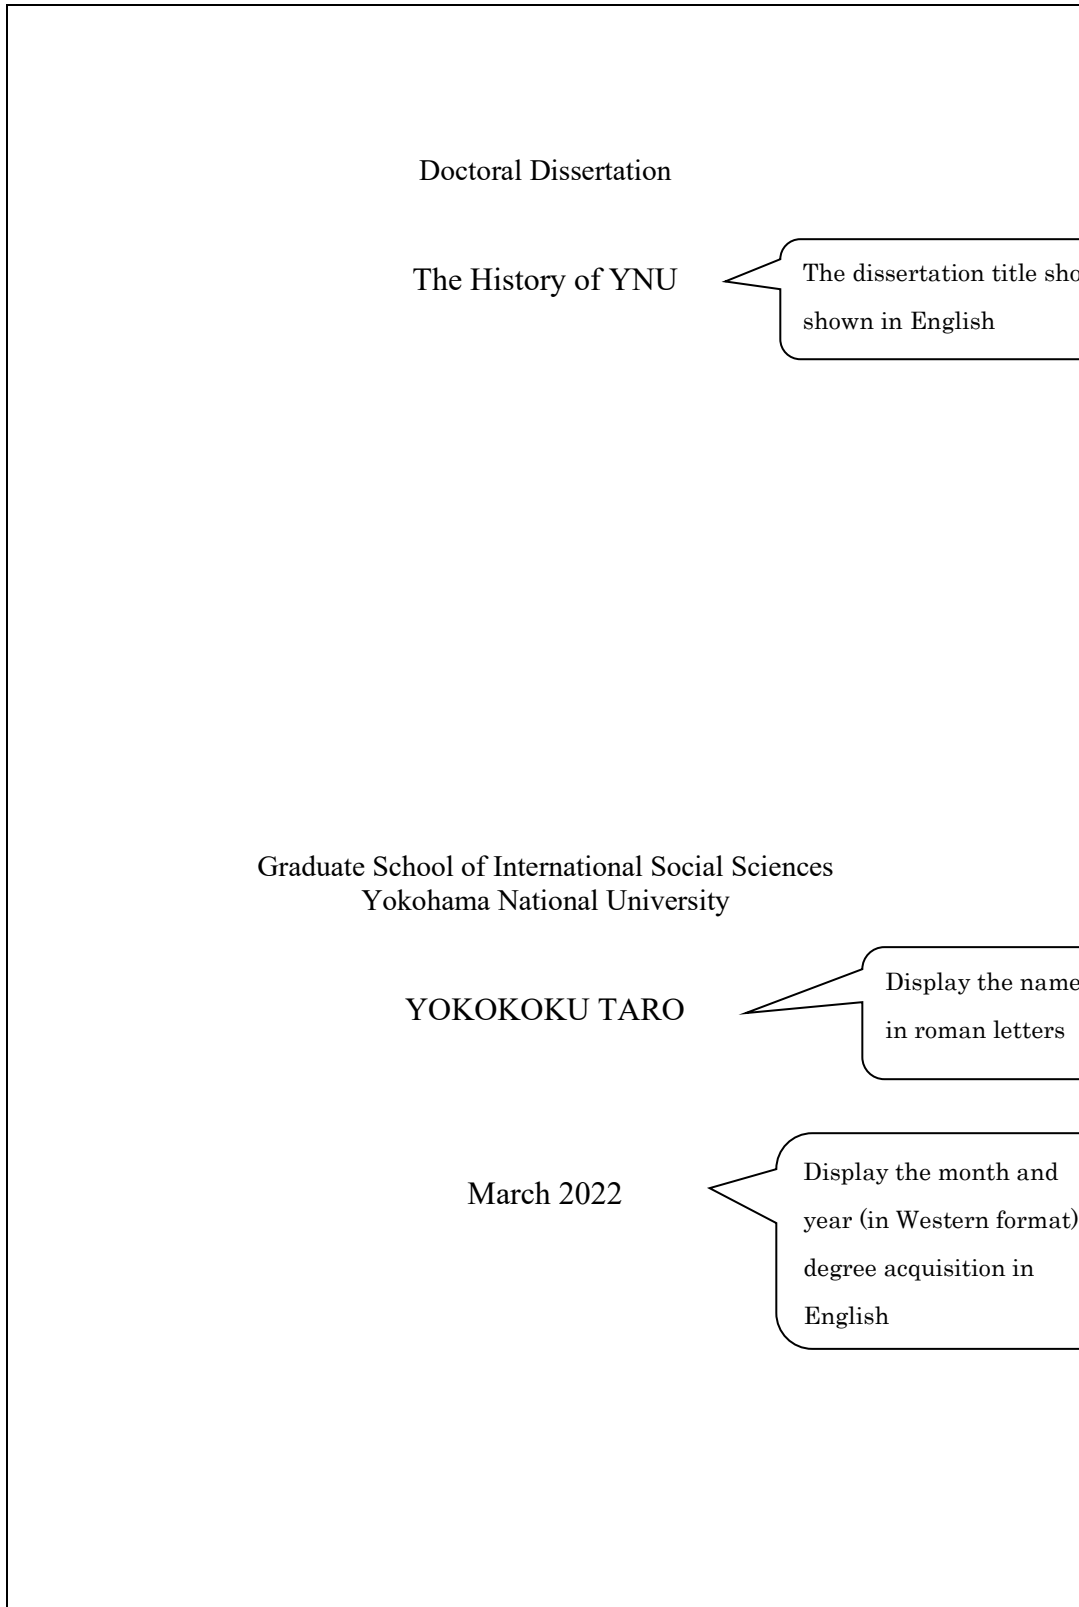 Doctoral Dissertation
The History of YNU
The dissertation title
shown in English
Graduate School of International Social Sciences
Yokohama National University
YOKOKOKU TARO
Display the name
in roman letters
March 2022
Display the month and
year (in Western format)
degree acquisition in
English